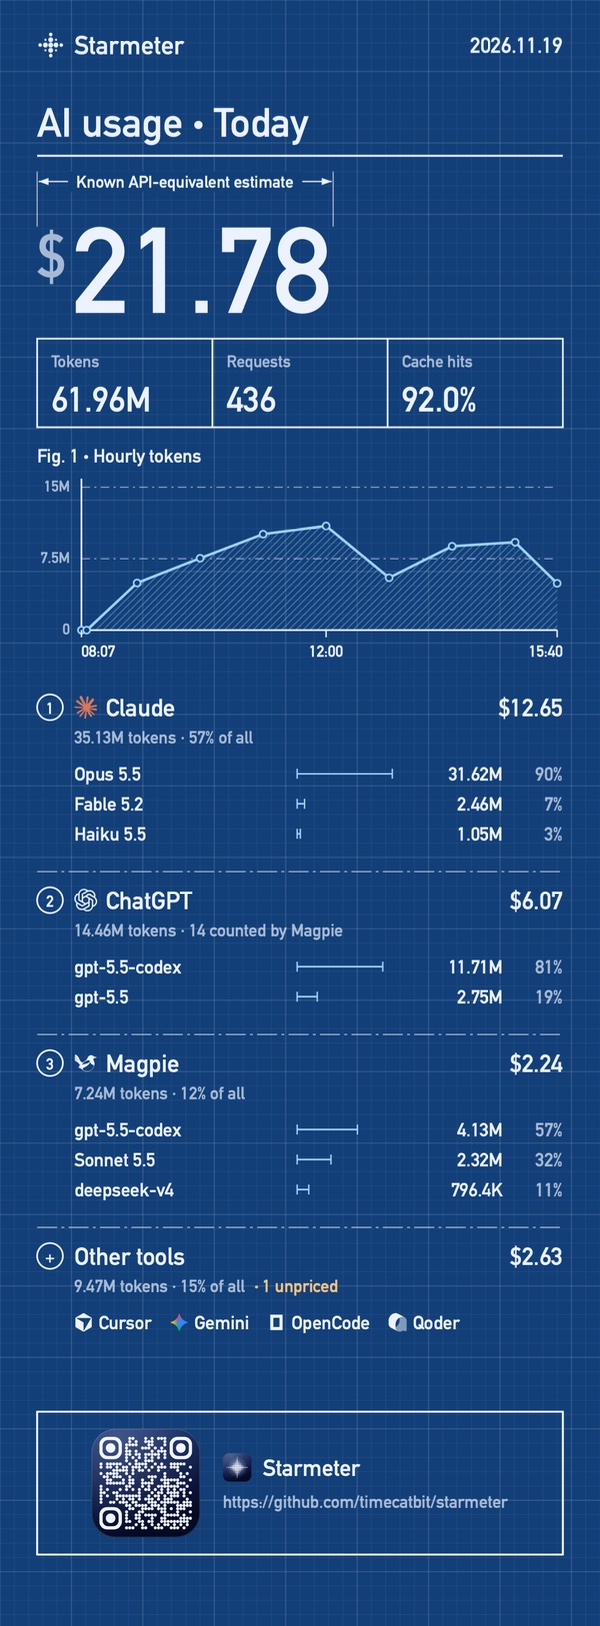 Starmeter 2026.11.19
AI usage • Today
Known API-equivalent estimate
$21.78
Tokens Requests Cache hits
61.96M 436 92.0%
Fig. 1 • Hourly tokens
15M
7.5M
0
08:07 12:00 15:40
1 Claude $12.65
35.13M tokens · 57% of all
Opus 5.5 31.62M 90%
Fable 5.2 2.46M 7%
Haiku 5.5 1.05M 3%
2 ChatGPT $6.07
14.46M tokens · 14 counted by Magpie
gpt-5.5-codex 11.71M 81%
gpt-5.5 2.75M 19%
3 Magpie $2.24
7.24M tokens · 12% of all
gpt-5.5-codex 4.13M 57%
Sonnet 5.5 2.32M 32%
deepseek-v4 796.4K 11%
+ Other tools $2.63
9.47M tokens · 15% of all · 1 unpriced
Cursor Gemini OpenCode Qoder
Starmeter
https://github.com/timecatbit/starmeter